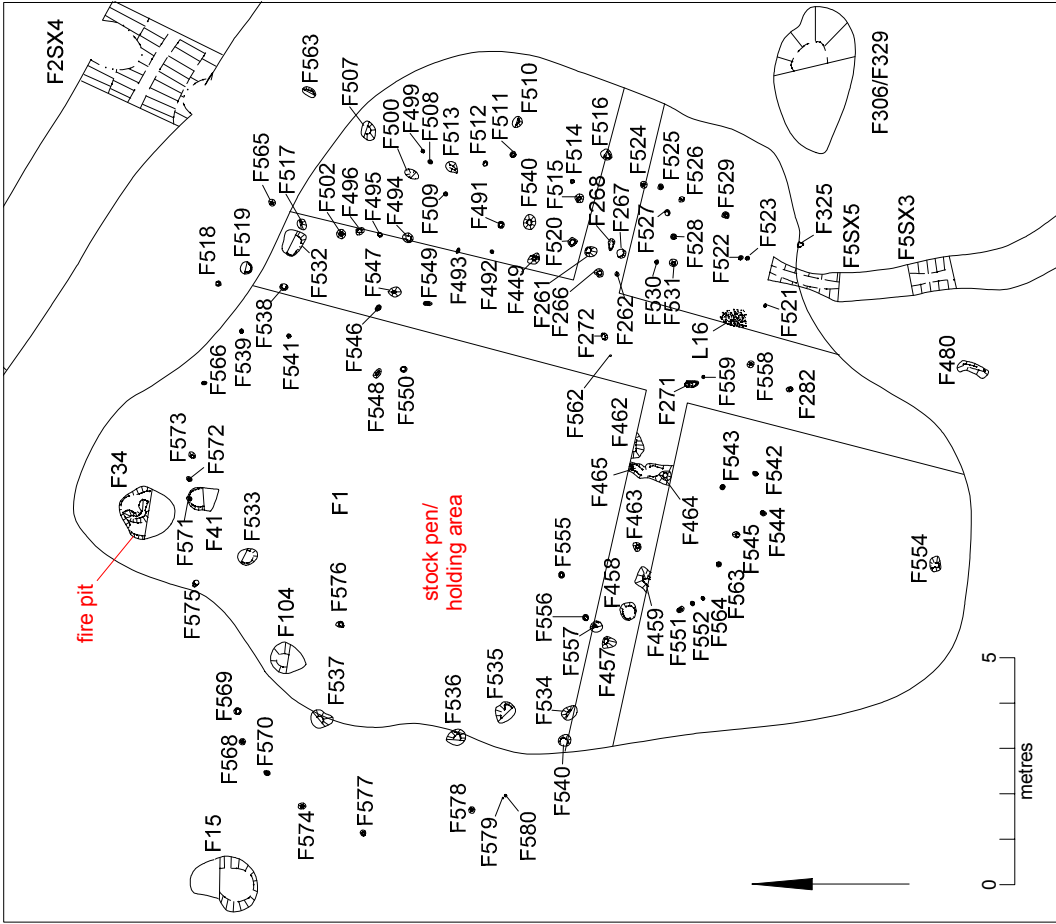 F2SX4
F563
F507
F306/F329
F500
F499
F508
F513
F512
F511
F510
F565
F517
F502
F496
F495
F494
F509
F491
F540
F514
F515
F516
F524
F525
F526
F529
F268
F267
F527
F528
F520
F518
F519
F532
F547
F549
F493
F492
F449
F261
F266
F262
F530
F531
F522
F523
F325
F5SX5
F5SX3
F538
F539
F541
F546
F272
L16
F521
F566
F548
F550
F562
F271
F559
F558
F282
F480
F34
F573
F572
F571
F41
F533
F1
F462
F465
F464
F463
F543
F542
F544
F545
F563
fire pit
stock pen/
holding area
F575
F104
F576
F555
F556
F557
F458
F457
F459
F551
F552
F564
F554
F569
F568
F570
F537
F536
F535
F534
F540
F15
F574
F577
F578
F579
F580
0
5
metres